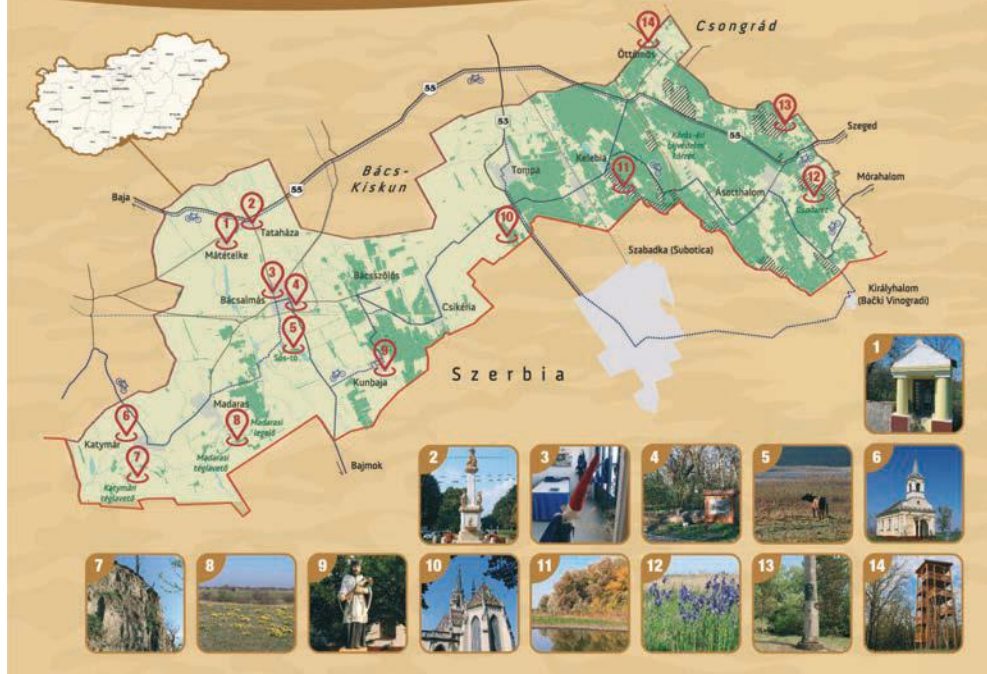 14
Csongrád
Öttömös
55
53
13
Szeged
Kelebia
55
Bács-
Kiskun
Tompa
11
Ásotthalom
12
Mórahalom
Baja
55
2
Tataháza
1
Mátételke
10
Szabadka (Subotica)
3
Bácsalmás
4
Bácsszőlős
Királyhalom
(Bački Vinogradi)
Csikéria
5
Sós-tó
9
Kunbaja
Szerbia
Madaras
6
8
Madarasi
legelő
Katymár
7
Madarasi
téglavető
Katymári
téglavető
Bajmok
1
2
3
4
5
6
7
8
9
10
11
12
13
14